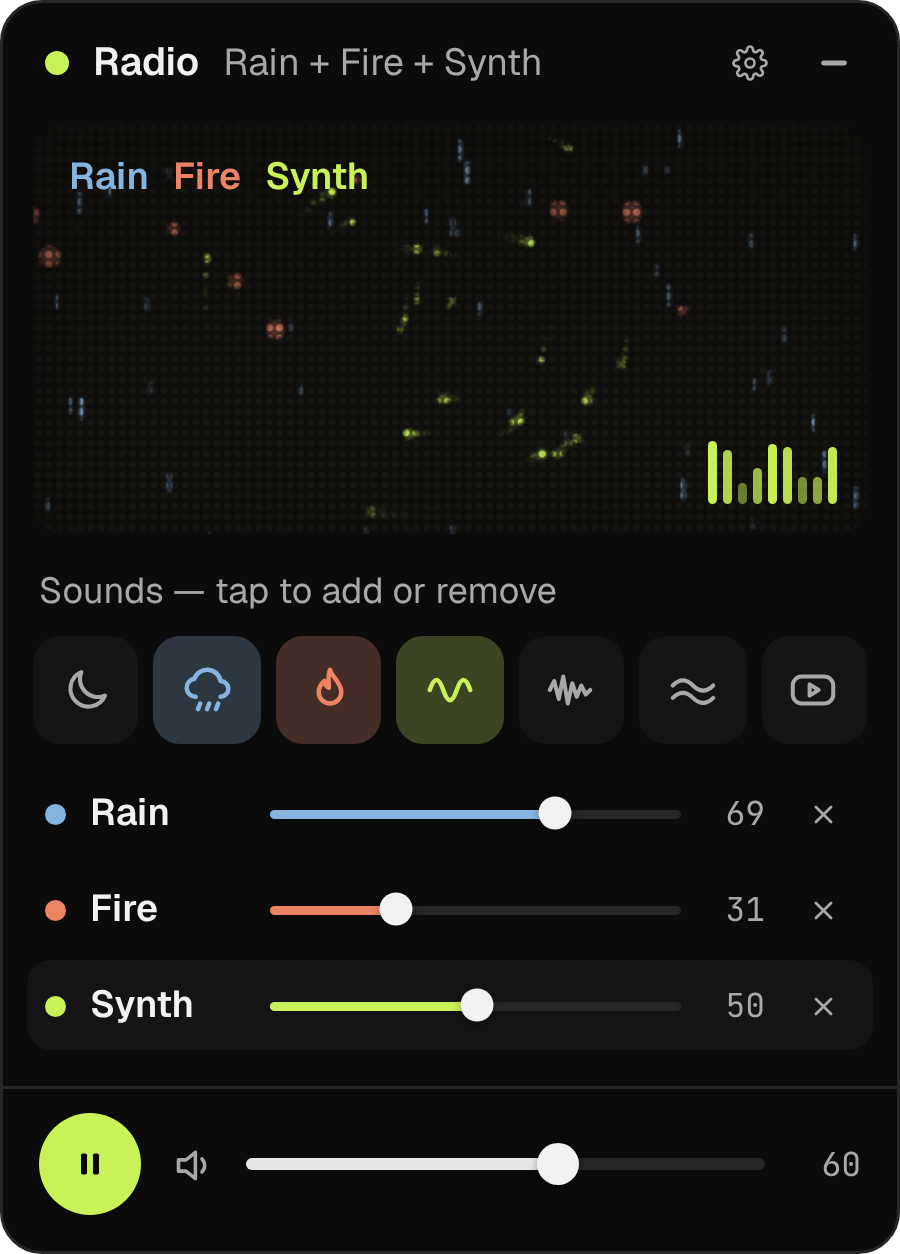 Radio Rain + Fire + Synth
Rain Fire Synth
Sounds — tap to add or remove
Rain 69
Fire 31
Synth 50
60